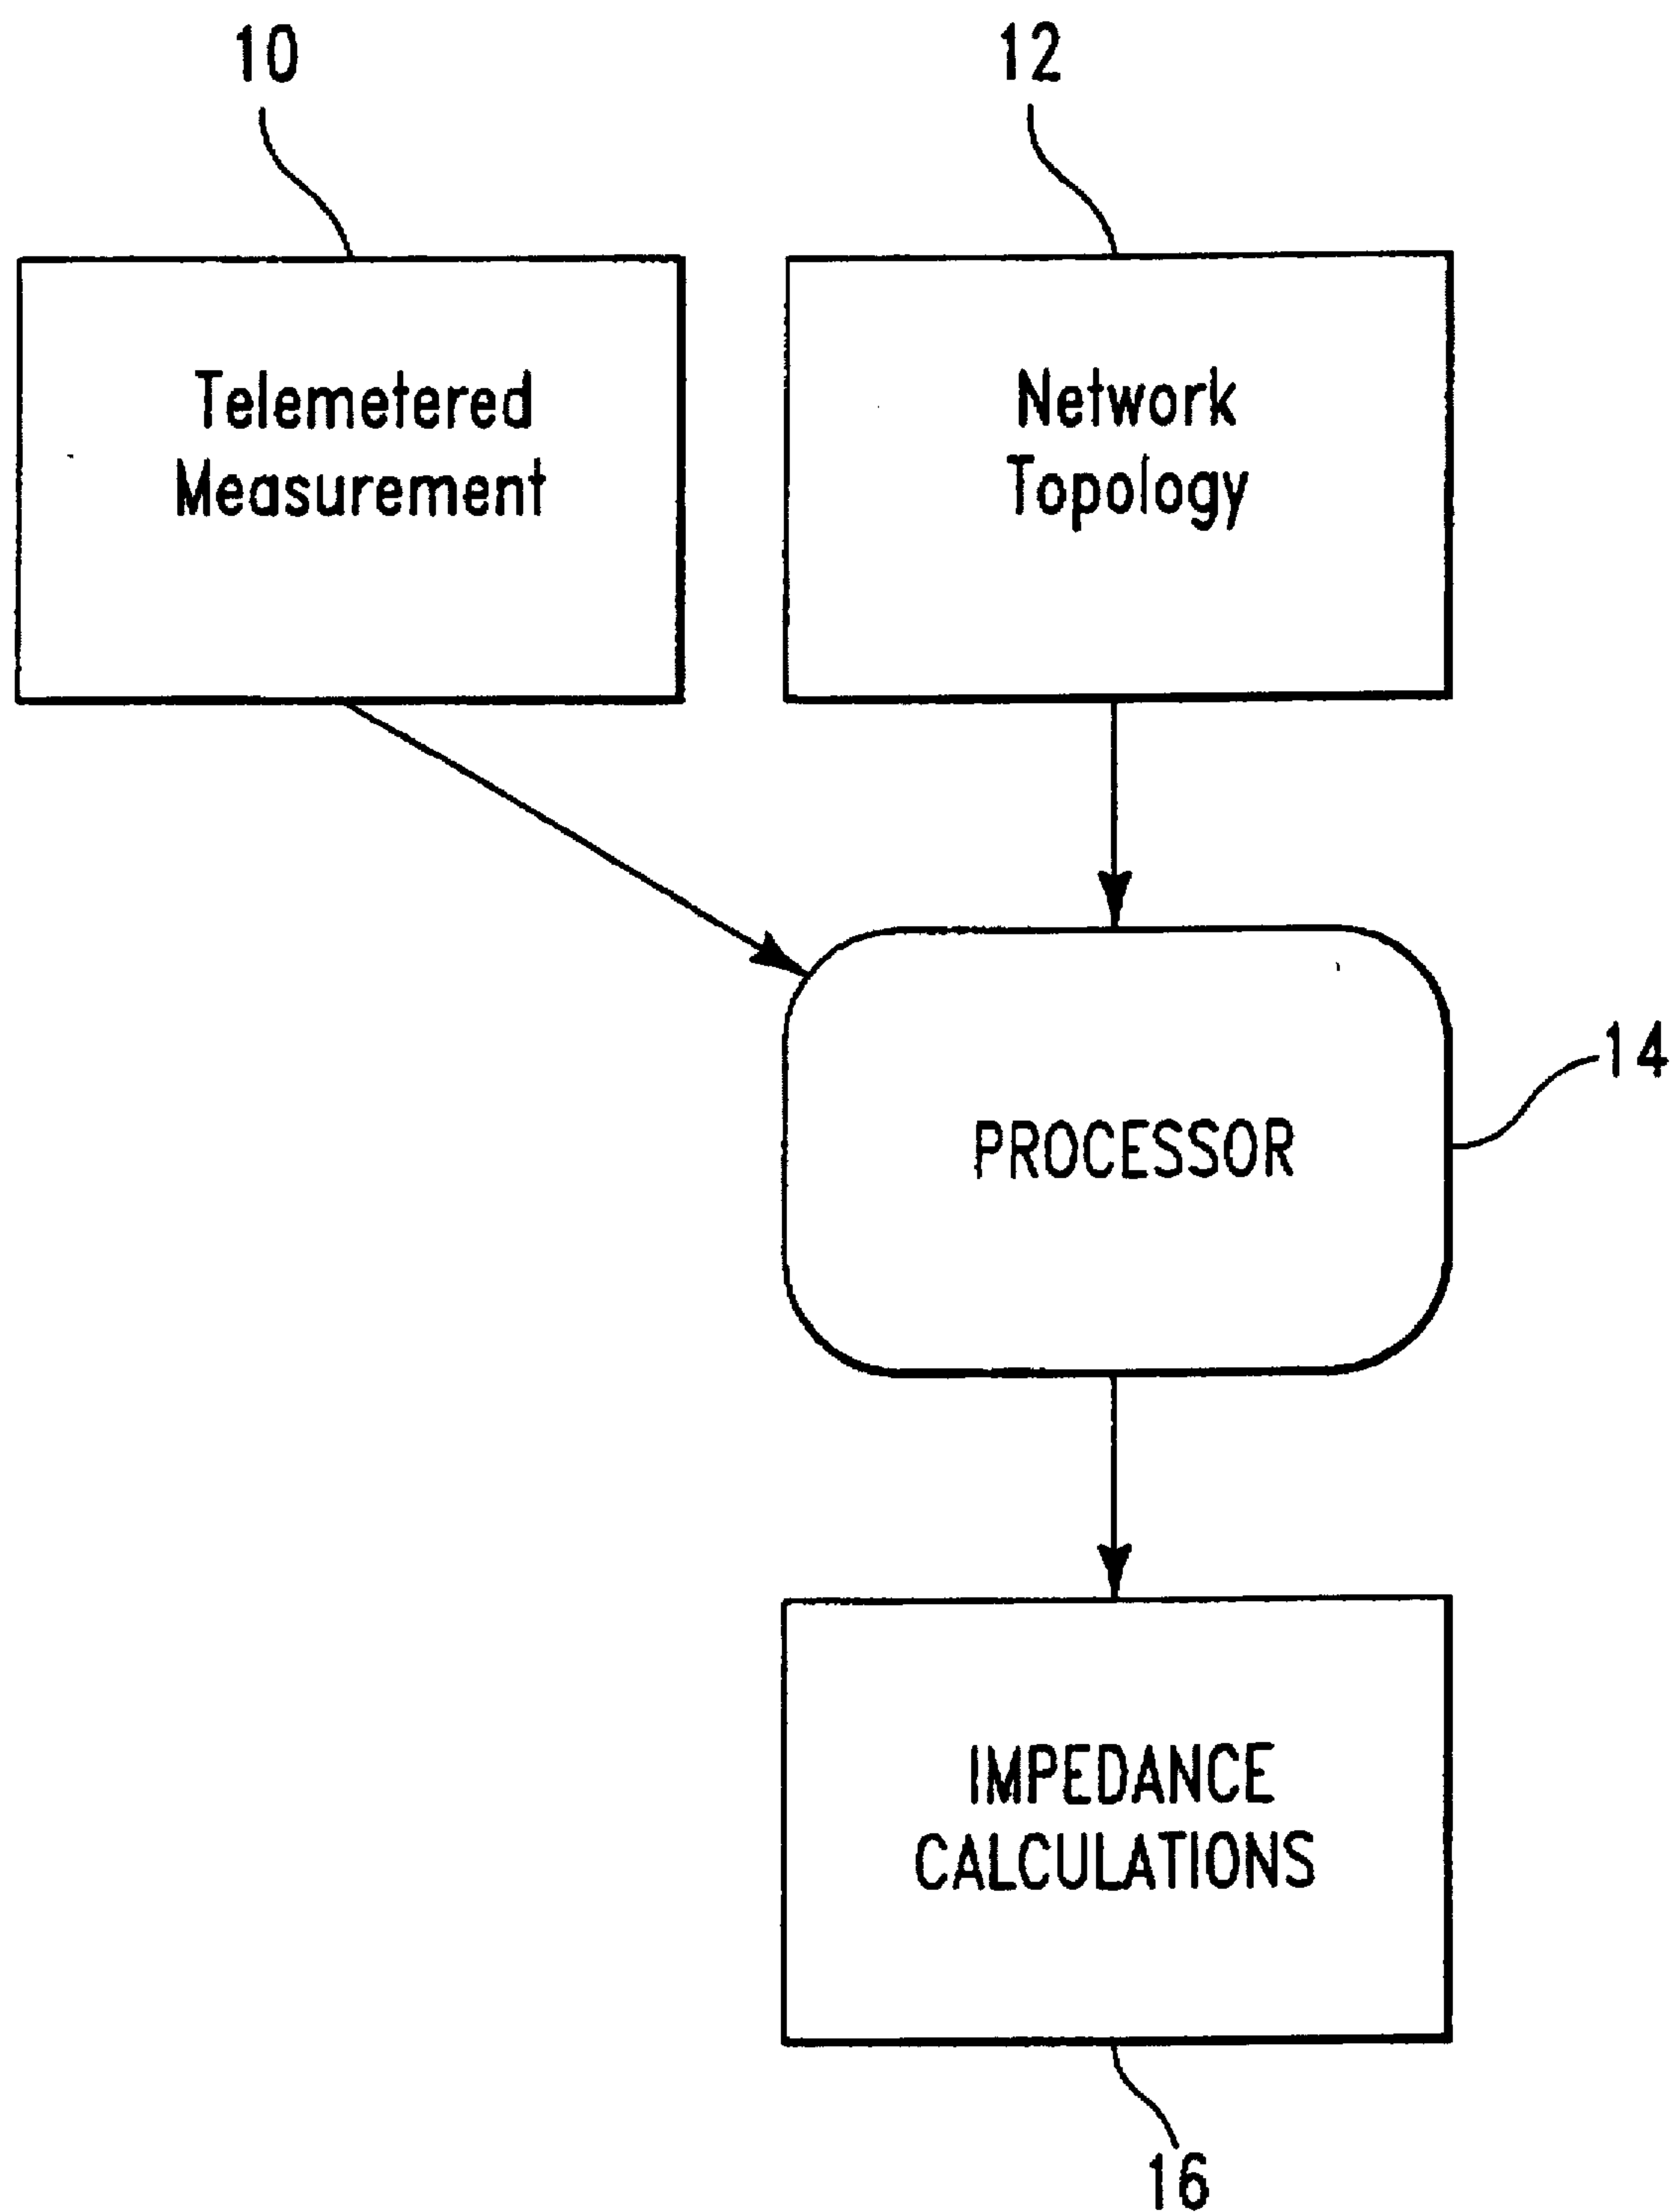 10
12
Telemetered
Measurement
Network
Topology
14
PROCESSOR
IMPEDANCE
CALCULATIONS
16